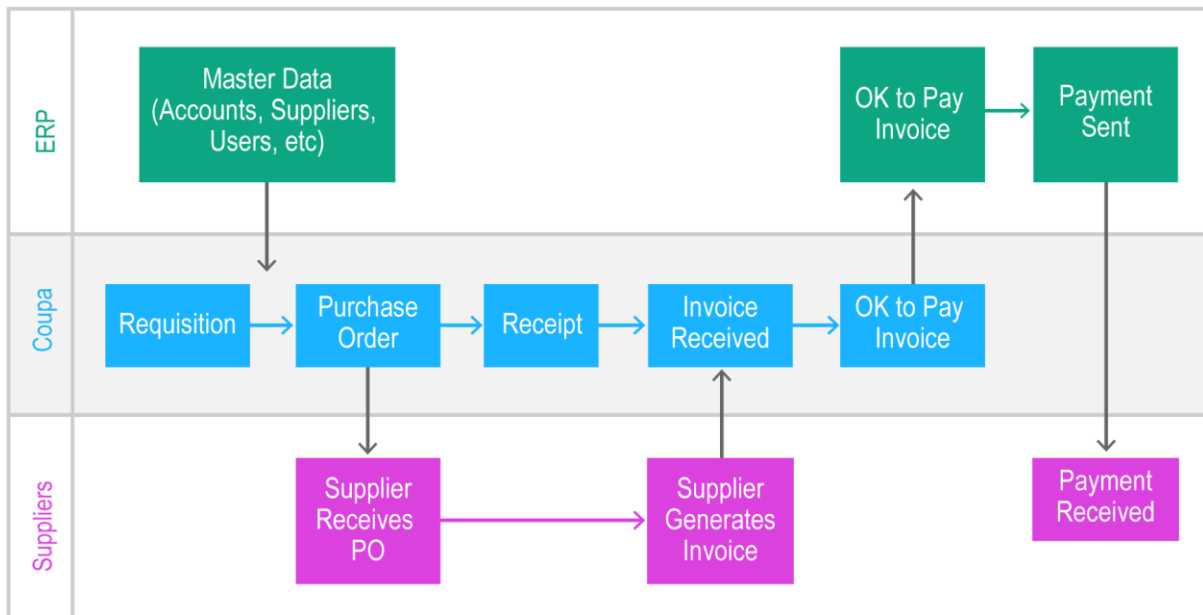 ERP
Master Data
(Accounts, Suppliers,
Users, etc)
OK to Pay
Invoice
Payment
Sent
Coupa
Requisition
Purchase
Order
Receipt
Invoice
Received
OK to Pay
Invoice
Suppliers
Supplier
Receives
PO
Supplier
Generates
Invoice
Payment
Received